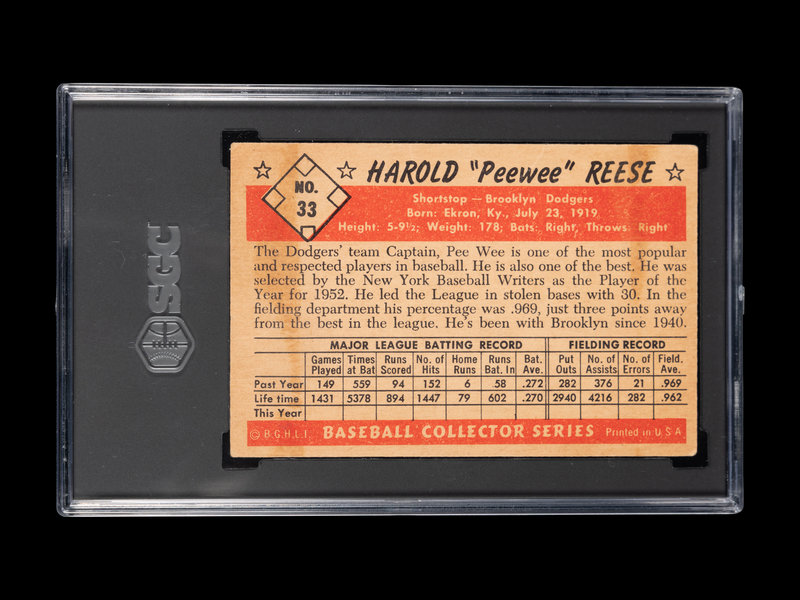 SGC
NO.
33
HAROLD "Peewee" REESE
Shortstop — Brooklyn Dodgers
Born: Ekron, Ky., July 23, 1919
Height: 5-9½; Weight: 178; Bats: Right, Throws: Right
The Dodgers' team Captain, Pee Wee is one of the most popular
and respected players in baseball. He is also one of the best. He was
selected by the New York Baseball Writers as the Player of the
Year for 1952. He led the League in stolen bases with 30. In the
fielding department his percentage was .969, just three points away
from the best in the league. He's been with Brooklyn since 1940.
MAJOR LEAGUE BATTING RECORD FIELDING RECORD
Games Times Runs No. of Home Runs Bat. Put No. of No. of Field.
Played at Bat Scored Hits Runs Bat. In Ave. Outs Assists Errors Ave.
Past Year 149 559 94 152 6 58 .272 282 376 21 .969
Life time 1431 5378 894 1447 79 602 .270 2940 4216 282 .962
This Year
© B.G.H.L.I. BASEBALL COLLECTOR SERIES Printed in U S A